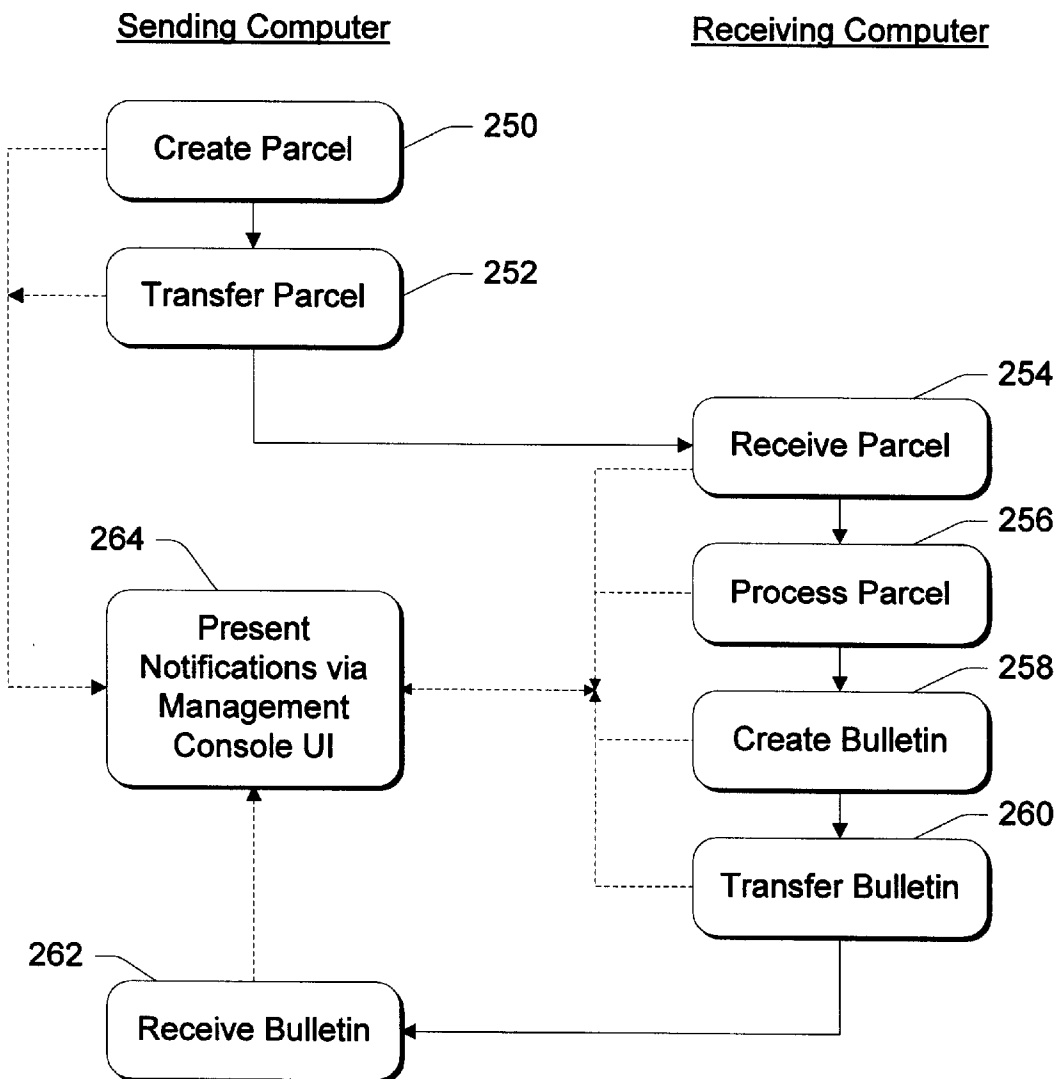 Sending Computer
Receiving Computer
Create Parcel
250
Transfer Parcel
252
254
Receive Parcel
256
Process Parcel
264
Present
Notifications via
Management
Console UI
258
Create Bulletin
260
Transfer Bulletin
262
Receive Bulletin